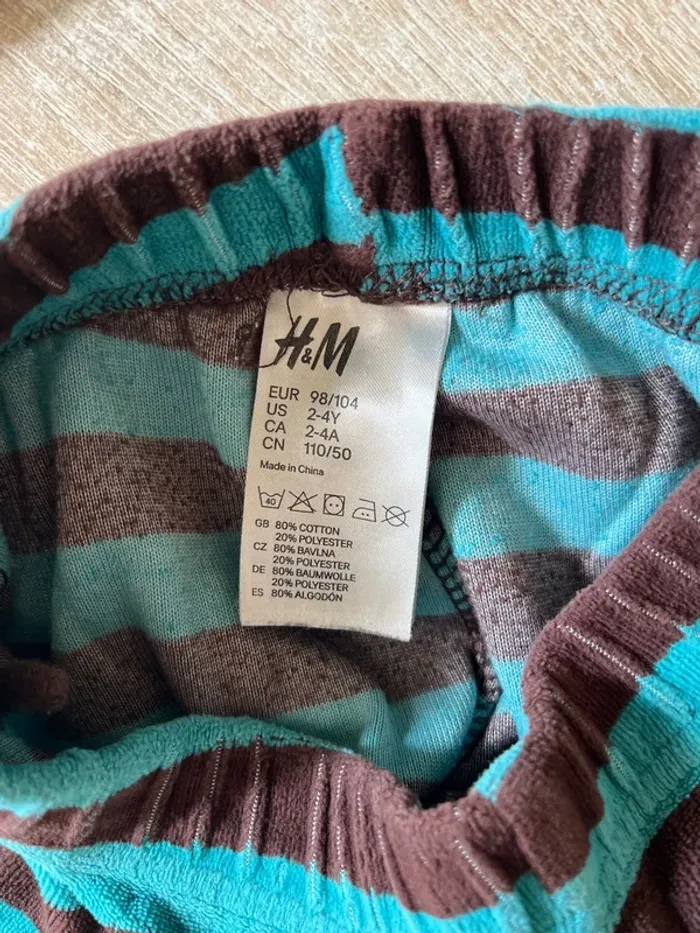 H&M
EUR 98/104
US 2-4Y
CA 2-4A
CN 110/50
Made in China
40
GB 80% COTTON
20% POLYESTER
CZ 80% BAVLNA
20% POLYESTER
DE 80% BAUMWOLLE
20% POLYESTER
ES 80% ALGODÓN